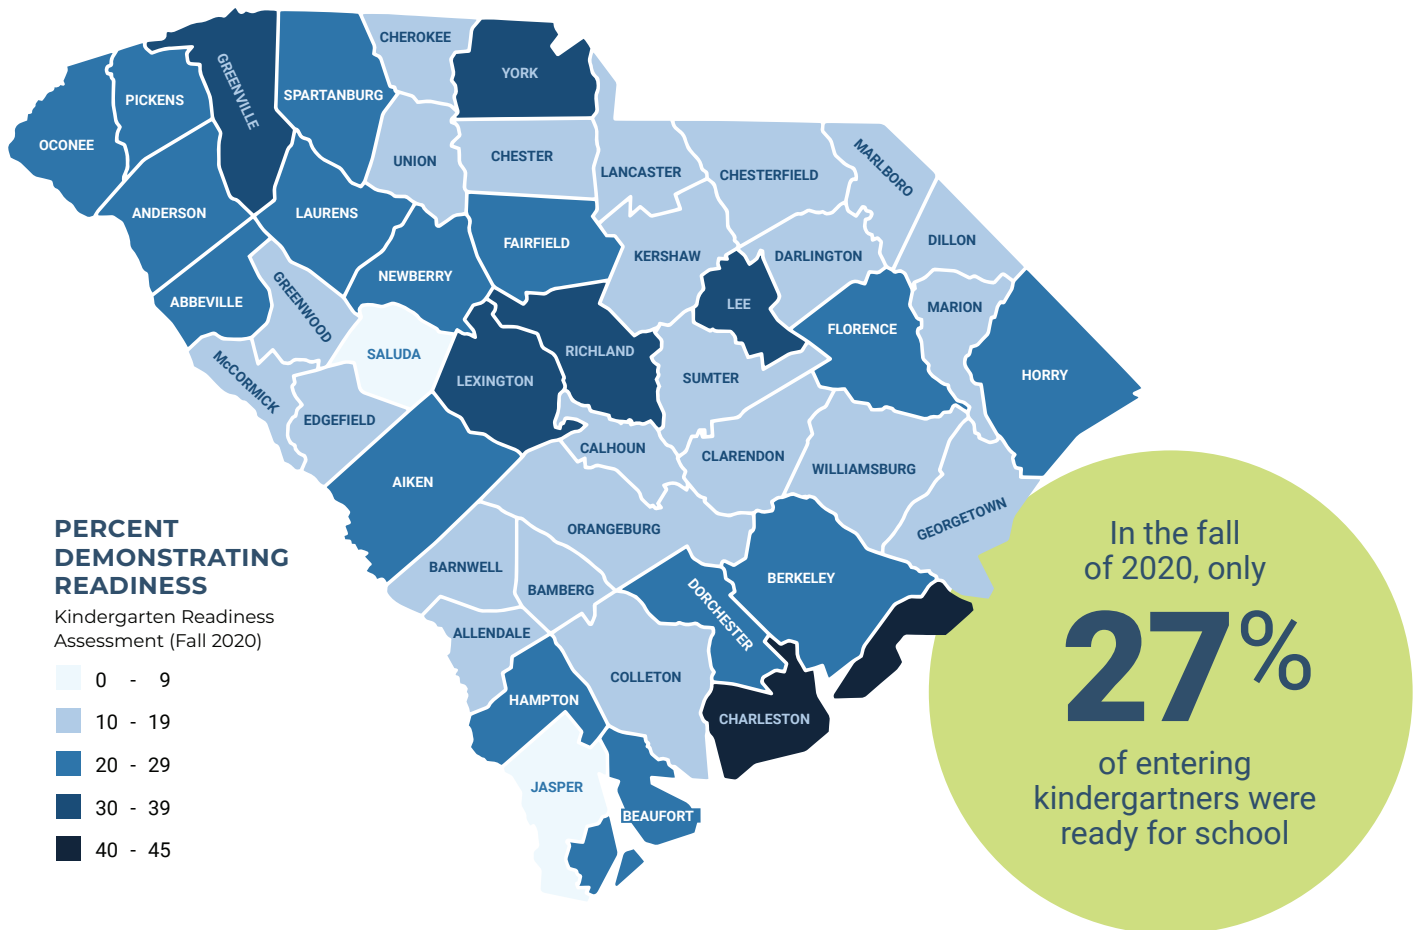 CHEROKEE
YORK
GREENVILLE
SPARTANBURG
PICKENS
OCONEE
UNION
CHESTER
LANCASTER
CHESTERFIELD
MARLBORO
ANDERSON
LAURENS
FAIRFIELD
KERSHAW
DARLINGTON
DILLON
NEWBERRY
ABBEVILLE
GREENWOOD
LEE
MARION
FLORENCE
SALUDA
RICHLAND
LEXINGTON
SUMTER
HORRY
McCORMICK
EDGEFIELD
CALHOUN
CLARENDON
WILLIAMSBURG
AIKEN
ORANGEBURG
GEORGETOWN
BARNWELL
BAMBERG
BERKELEY
DORCHESTER
ALLENDALE
COLLETON
HAMPTON
CHARLESTON
JASPER
BEAUFORT
PERCENT
DEMONSTRATING
READINESS
Kindergarten Readiness
Assessment (Fall 2020)
0 - 9
10 - 19
20 - 29
30 - 39
40 - 45
In the fall
of 2020, only
27%
of entering
kindergartners were
ready for school